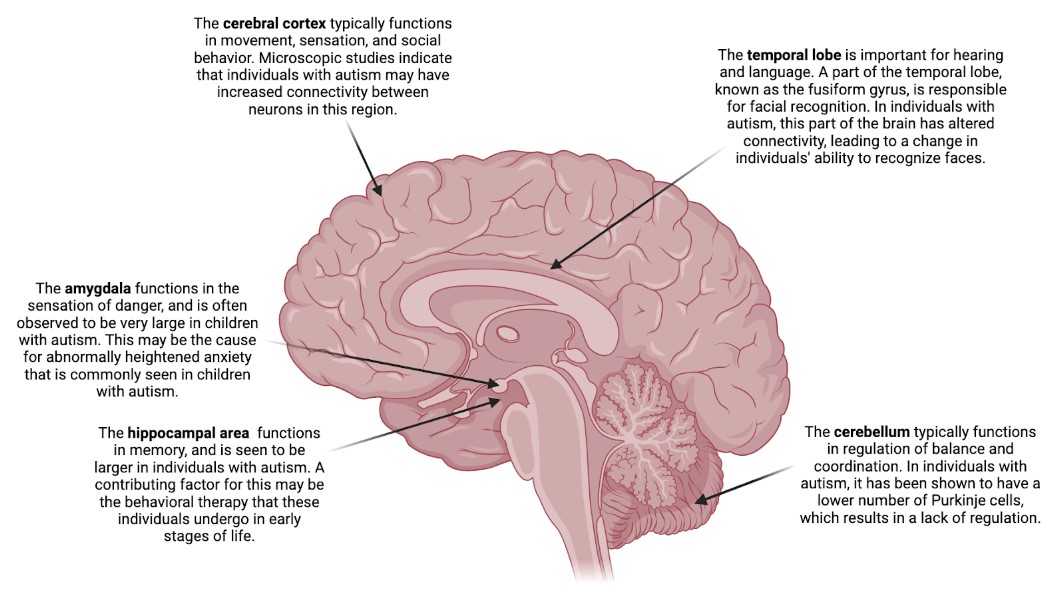 The cerebral cortex typically functions
in movement, sensation, and social
behavior. Microscopic studies indicate
that individuals with autism may have
increased connectivity between
neurons in this region.
The temporal lobe is important for hearing
and language. A part of the temporal lobe,
known as the fusiform gyrus, is responsible
for facial recognition. In individuals with
autism, this part of the brain has altered
connectivity, leading to a change in
individuals' ability to recognize faces.
The amygdala functions in the
sensation of danger, and is often
observed to be very large in children
with autism. This may be the cause
for abnormally heightened anxiety
that is commonly seen in children
with autism.
The hippocampal area functions
in memory, and is seen to be
larger in individuals with autism. A
contributing factor for this may be
the behavioral therapy that these
individuals undergo in early
stages of life.
The cerebellum typically functions
in regulation of balance and
coordination. In individuals with
autism, it has been shown to have a
lower number of Purkinje cells,
which results in a lack of regulation.